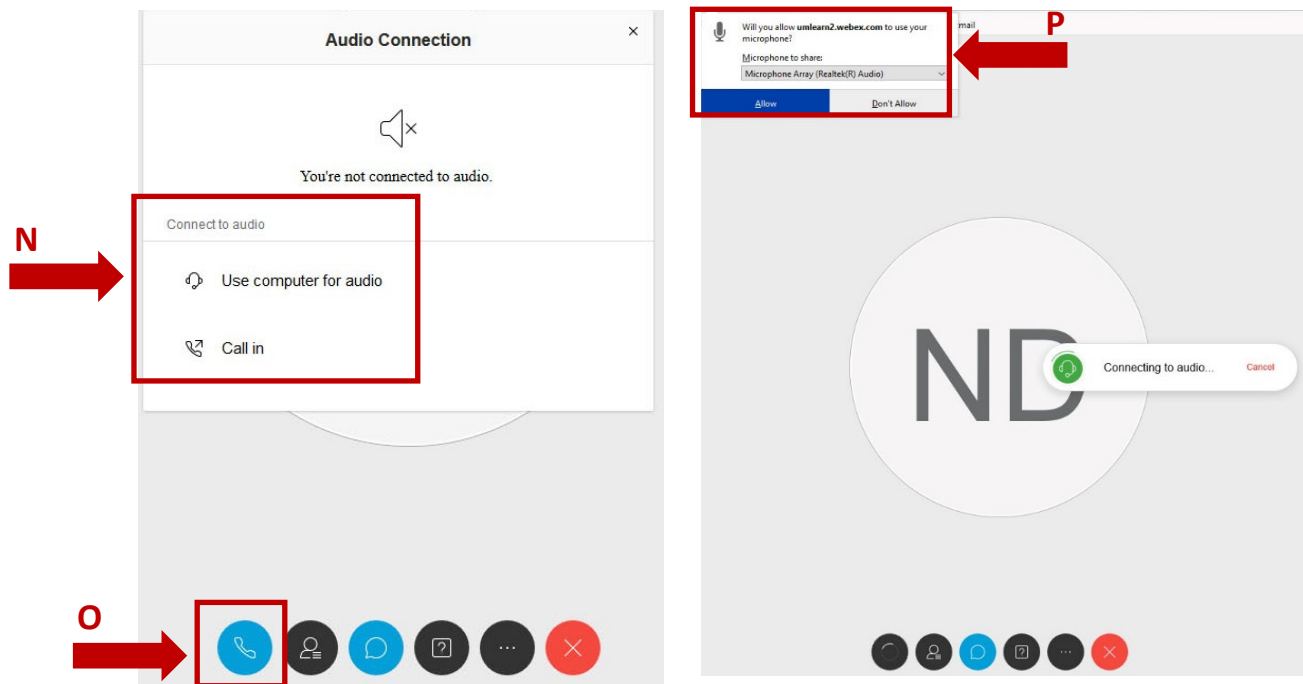 Audio Connection
×
You're not connected to audio.
Connect to audio
N
Use computer for audio
Call in
O
?
...
P
mail
Will you allow umlearn2.webex.com to use your
microphone?
Microphone to share:
Microphone Array (Realtek(R) Audio)
Allow
Don't Allow
ND
Connecting to audio...
Cancel
?
...